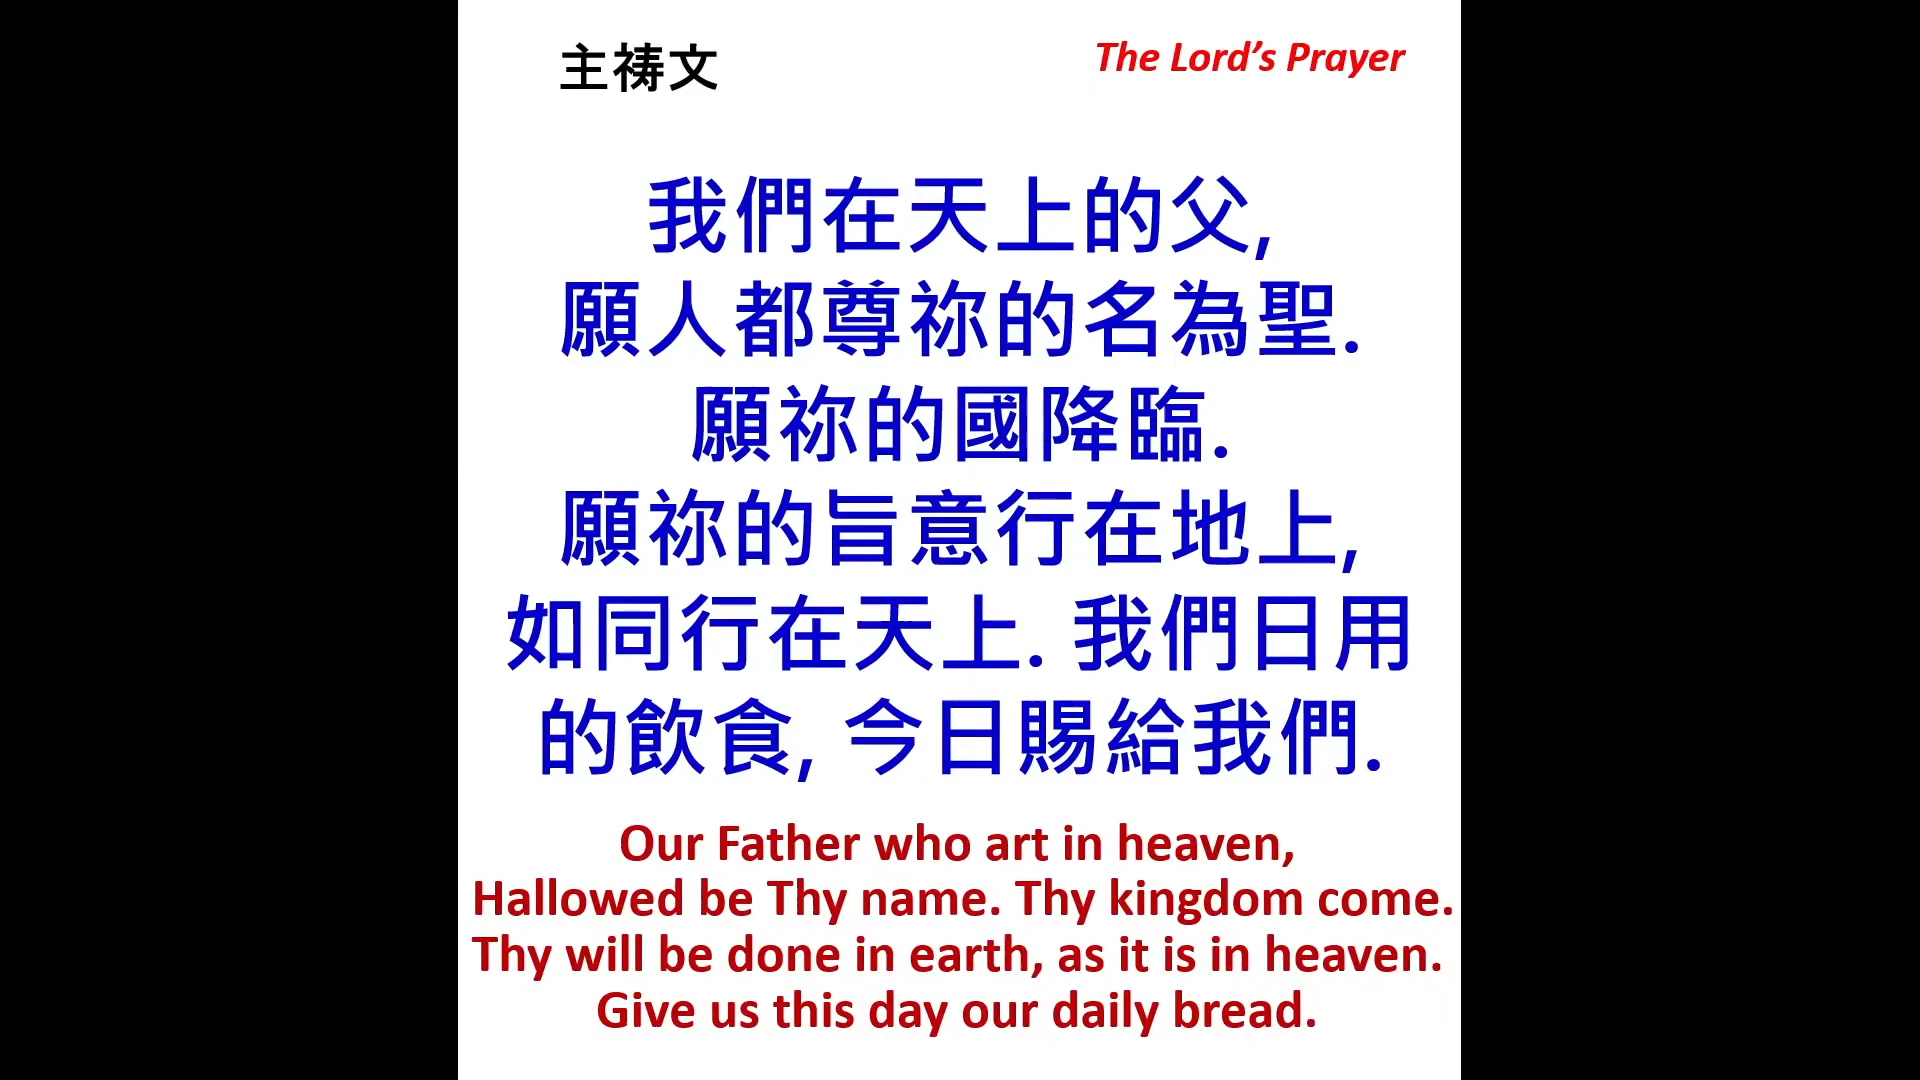 主祷文
The Lord’s Prayer
我們在天上的父,
願人都尊祢的名為聖.
願祢的國降臨.
願祢的旨意行在地上,
如同行在天上. 我們日用
的飲食, 今日賜給我們.
Our Father who art in heaven,
Hallowed be Thy name. Thy kingdom come.
Thy will be done in earth, as it is in heaven.
Give us this day our daily bread.